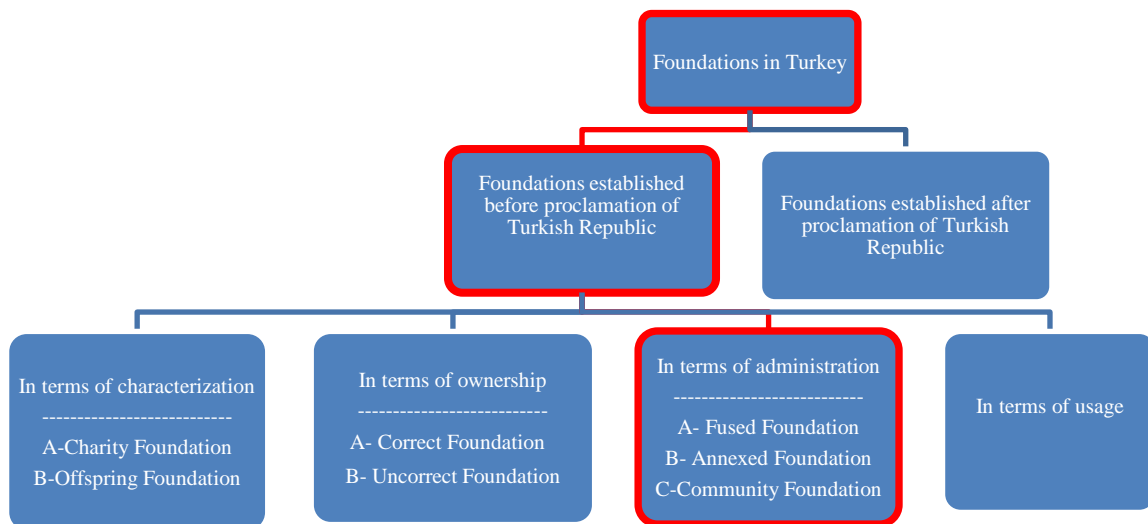 Foundations in Turkey
Foundations established
before proclamation of
Turkish Republic
Foundations established after
proclamation of Turkish
Republic
In terms of characterization
---------------------------
A-Charity Foundation
B-Offspring Foundation
In terms of ownership
---------------------------
A- Correct Foundation
B- Uncorrect Foundation
In terms of administration
---------------------------
A- Fused Foundation
B- Annexed Foundation
C-Community Foundation
In terms of usage